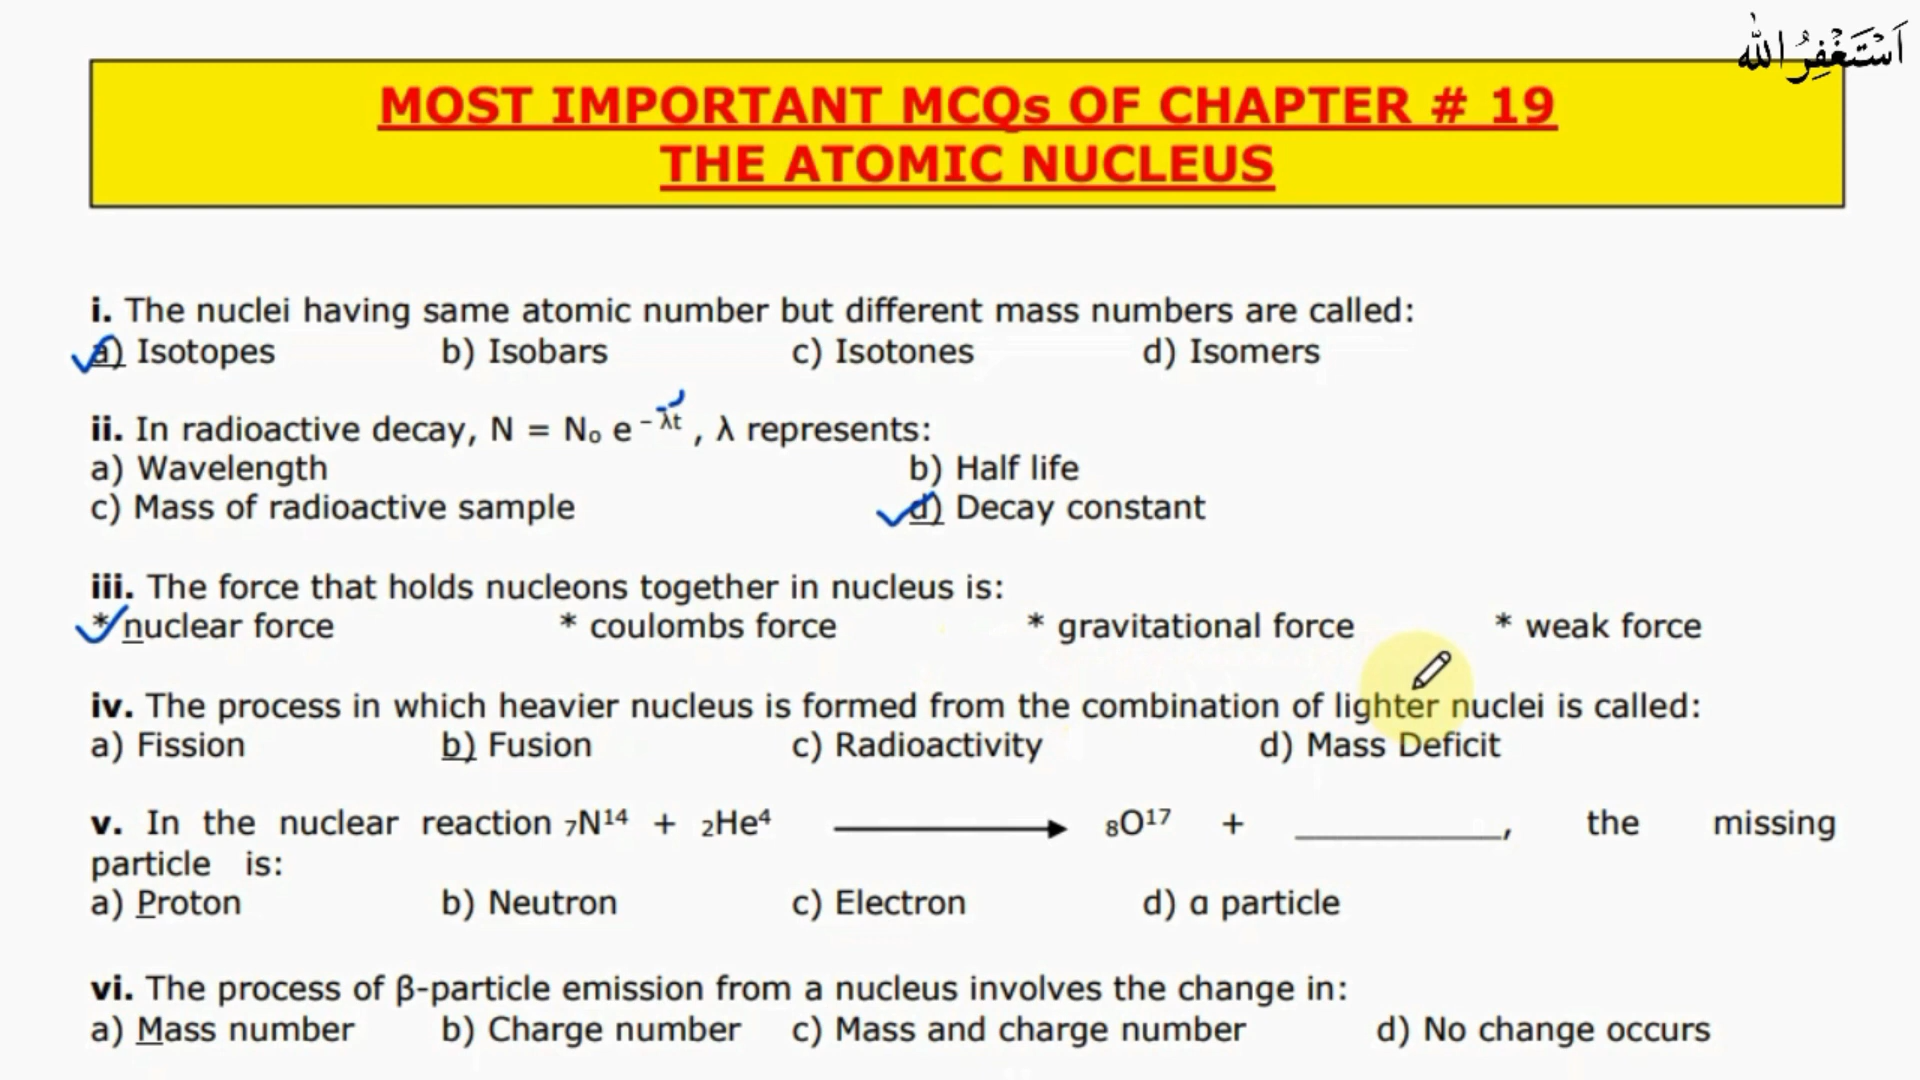 اَسْتَغْفِرُ اللّٰه
MOST IMPORTANT MCQs OF CHAPTER # 19
THE ATOMIC NUCLEUS
i. The nuclei having same atomic number but different mass numbers are called:
a) Isotopes b) Isobars c) Isotones d) Isomers
ii. In radioactive decay, N = N₀ e⁻λt , λ represents:
a) Wavelength b) Half life
c) Mass of radioactive sample d) Decay constant
iii. The force that holds nucleons together in nucleus is:
* nuclear force * coulombs force * gravitational force * weak force
iv. The process in which heavier nucleus is formed from the combination of lighter nuclei is called:
a) Fission b) Fusion c) Radioactivity d) Mass Deficit
v. In the nuclear reaction ₇N¹⁴ + ₂He⁴ ⟶ ₈O¹⁷ + __________, the missing
particle is:
a) Proton b) Neutron c) Electron d) α particle
vi. The process of β-particle emission from a nucleus involves the change in:
a) Mass number b) Charge number c) Mass and charge number d) No change occurs